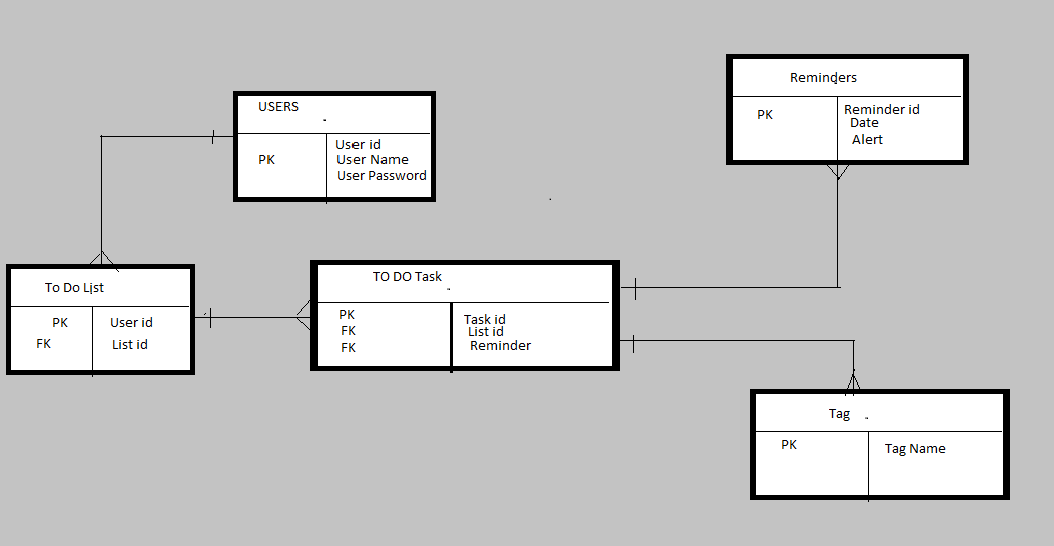 USERS
PK
User id
User Name
User Password
Reminders
PK
Reminder id
Date
Alert
To Do List
PK
User id
FK
List id
TO DO Task
PK
Task id
FK
List id
FK
Reminder
Tag
PK
Tag Name